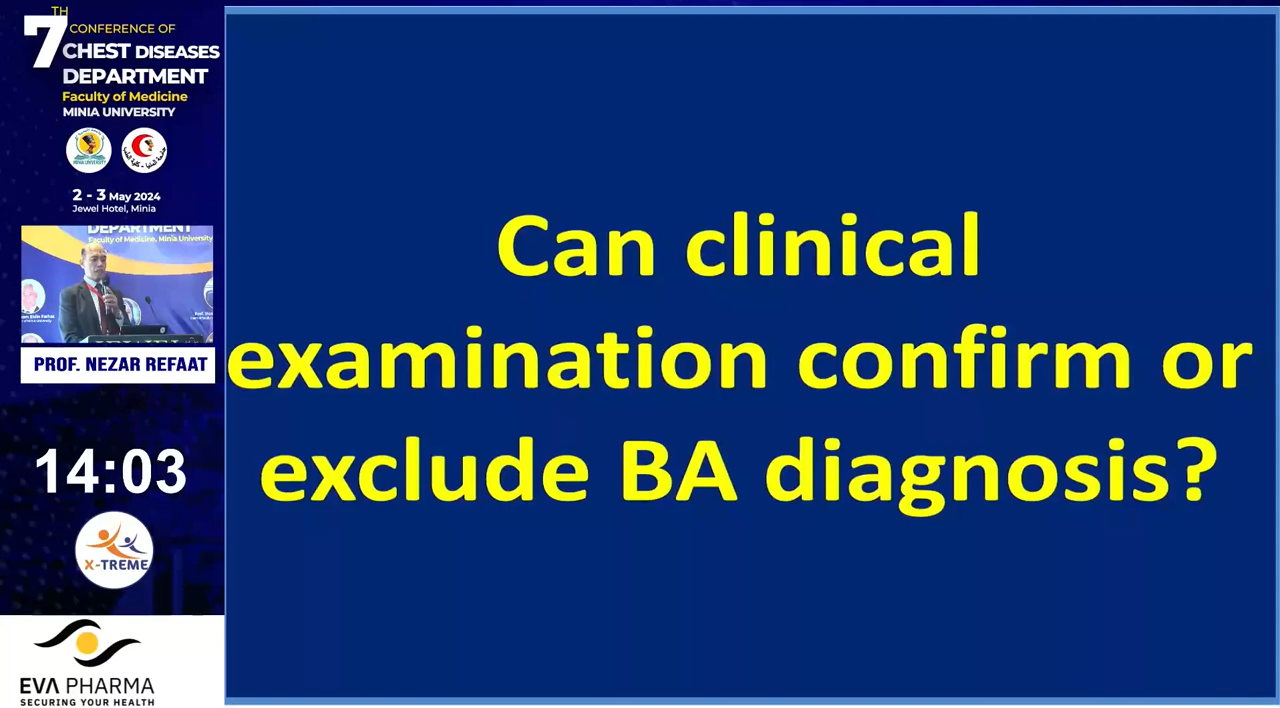 7TH
CONFERENCE OF
CHEST DISEASES
DEPARTMENT
Faculty of Medicine
MINIA UNIVERSITY
MINIA UNIVERSITY
2 - 3 May 2024
Jewel Hotel, Minia
DEPARTMENT
Faculty of Medicine, Minia University
PROF. NEZAR REFAAT
14:03
X-TREME
EVA PHARMA
SECURING YOUR HEALTH
Can clinical
examination confirm or
exclude BA diagnosis?